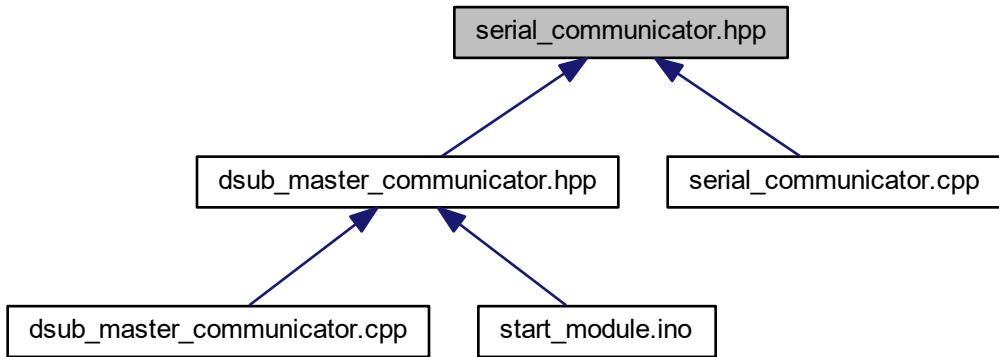 serial_communicator.hpp
dsub_master_communicator.hpp
serial_communicator.cpp
dsub_master_communicator.cpp
start_module.ino